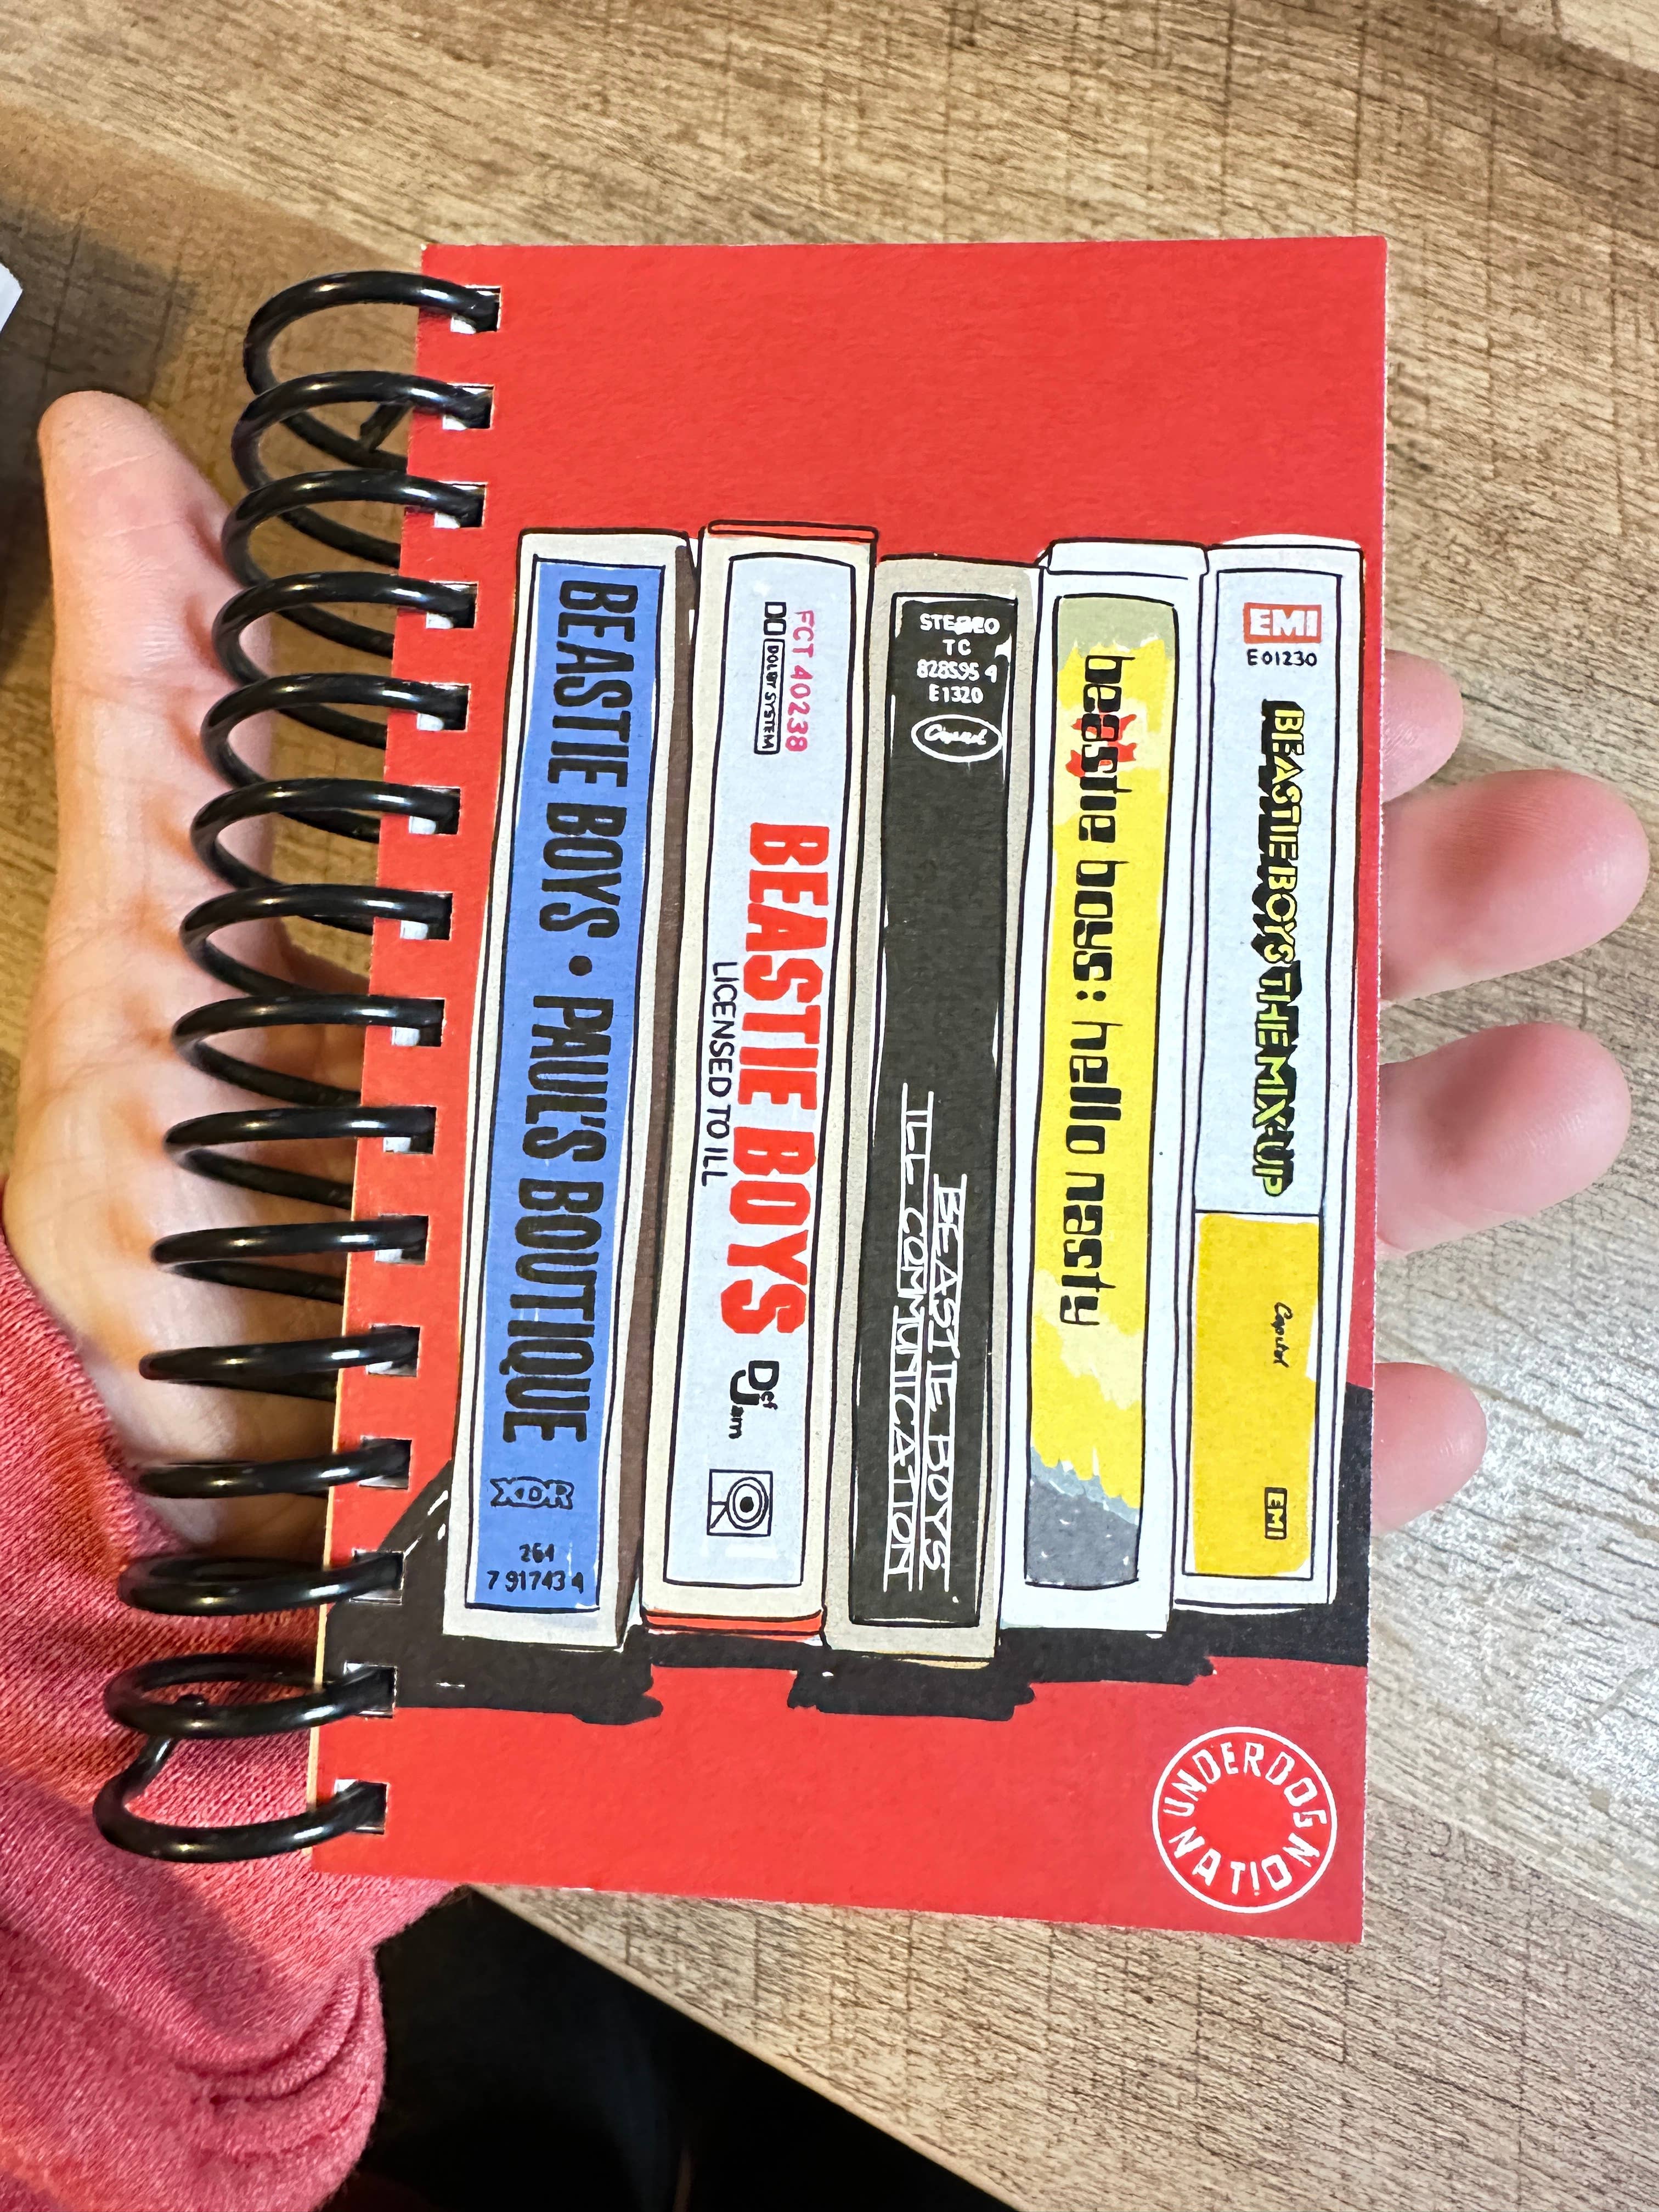 BEASTIE BOYS • PAUL'S BOUTIQUE
XDR
264
7 91743 4
FCT 40238
DOLBY SYSTEM
BEASTIE BOYS
LICENSED TO ILL
Def
Jam
STEREO
TC
828595 4
E1320
Capitol
BEASTIE BOYS
ILL COMMUNICATION
beastie boys: hello nasty
EMI
E01230
BEASTIE BOYS THE MIX-UP
Capitol
EMI
UNDERDOG
NATION